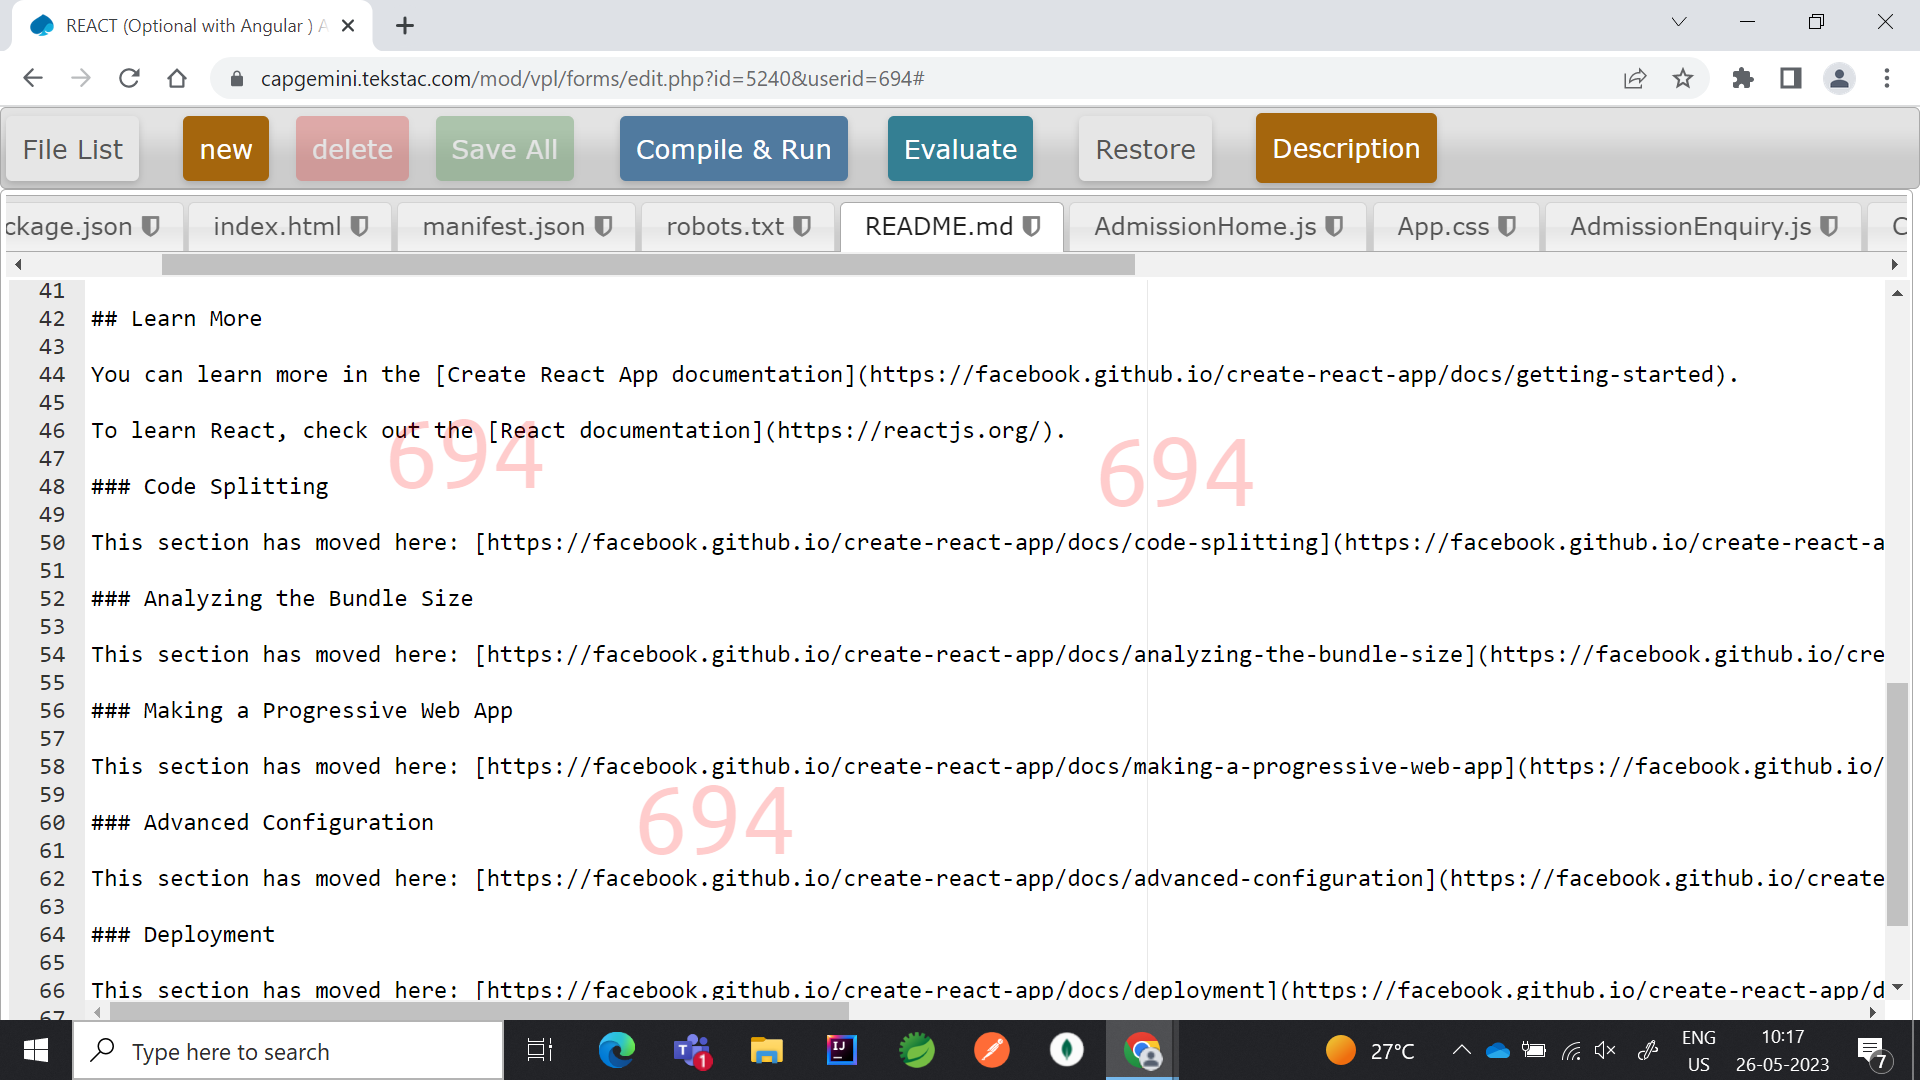 REACT (Optional with Angular ) A
capgemini.tekstac.com/mod/vpl/forms/edit.php?id=5240&userid=694#
File List new delete Save All Compile & Run Evaluate Restore Description
ckage.json index.html manifest.json robots.txt README.md AdmissionHome.js App.css AdmissionEnquiry.js C
41
42 ## Learn More
43
44 You can learn more in the [Create React App documentation](https://facebook.github.io/create-react-app/docs/getting-started).
45
46 To learn React, check out the [React documentation](https://reactjs.org/).
47
48 ### Code Splitting
49
50 This section has moved here: [https://facebook.github.io/create-react-app/docs/code-splitting](https://facebook.github.io/create-react-a
51
52 ### Analyzing the Bundle Size
53
54 This section has moved here: [https://facebook.github.io/create-react-app/docs/analyzing-the-bundle-size](https://facebook.github.io/cre
55
56 ### Making a Progressive Web App
57
58 This section has moved here: [https://facebook.github.io/create-react-app/docs/making-a-progressive-web-app](https://facebook.github.io/
59
60 ### Advanced Configuration
61
62 This section has moved here: [https://facebook.github.io/create-react-app/docs/advanced-configuration](https://facebook.github.io/create
63
64 ### Deployment
65
66 This section has moved here: [https://facebook.github.io/create-react-app/docs/deployment](https://facebook.github.io/create-react-app/d
67
694
694
694
Type here to search
T
1
IJ
27°C
ENG
US
10:17
26-05-2023
7